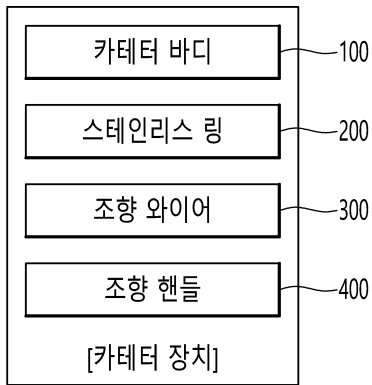 카테터 바디 100
스테인리스 링 200
조향 와이어 300
조향 핸들 400
[카테터 장치]